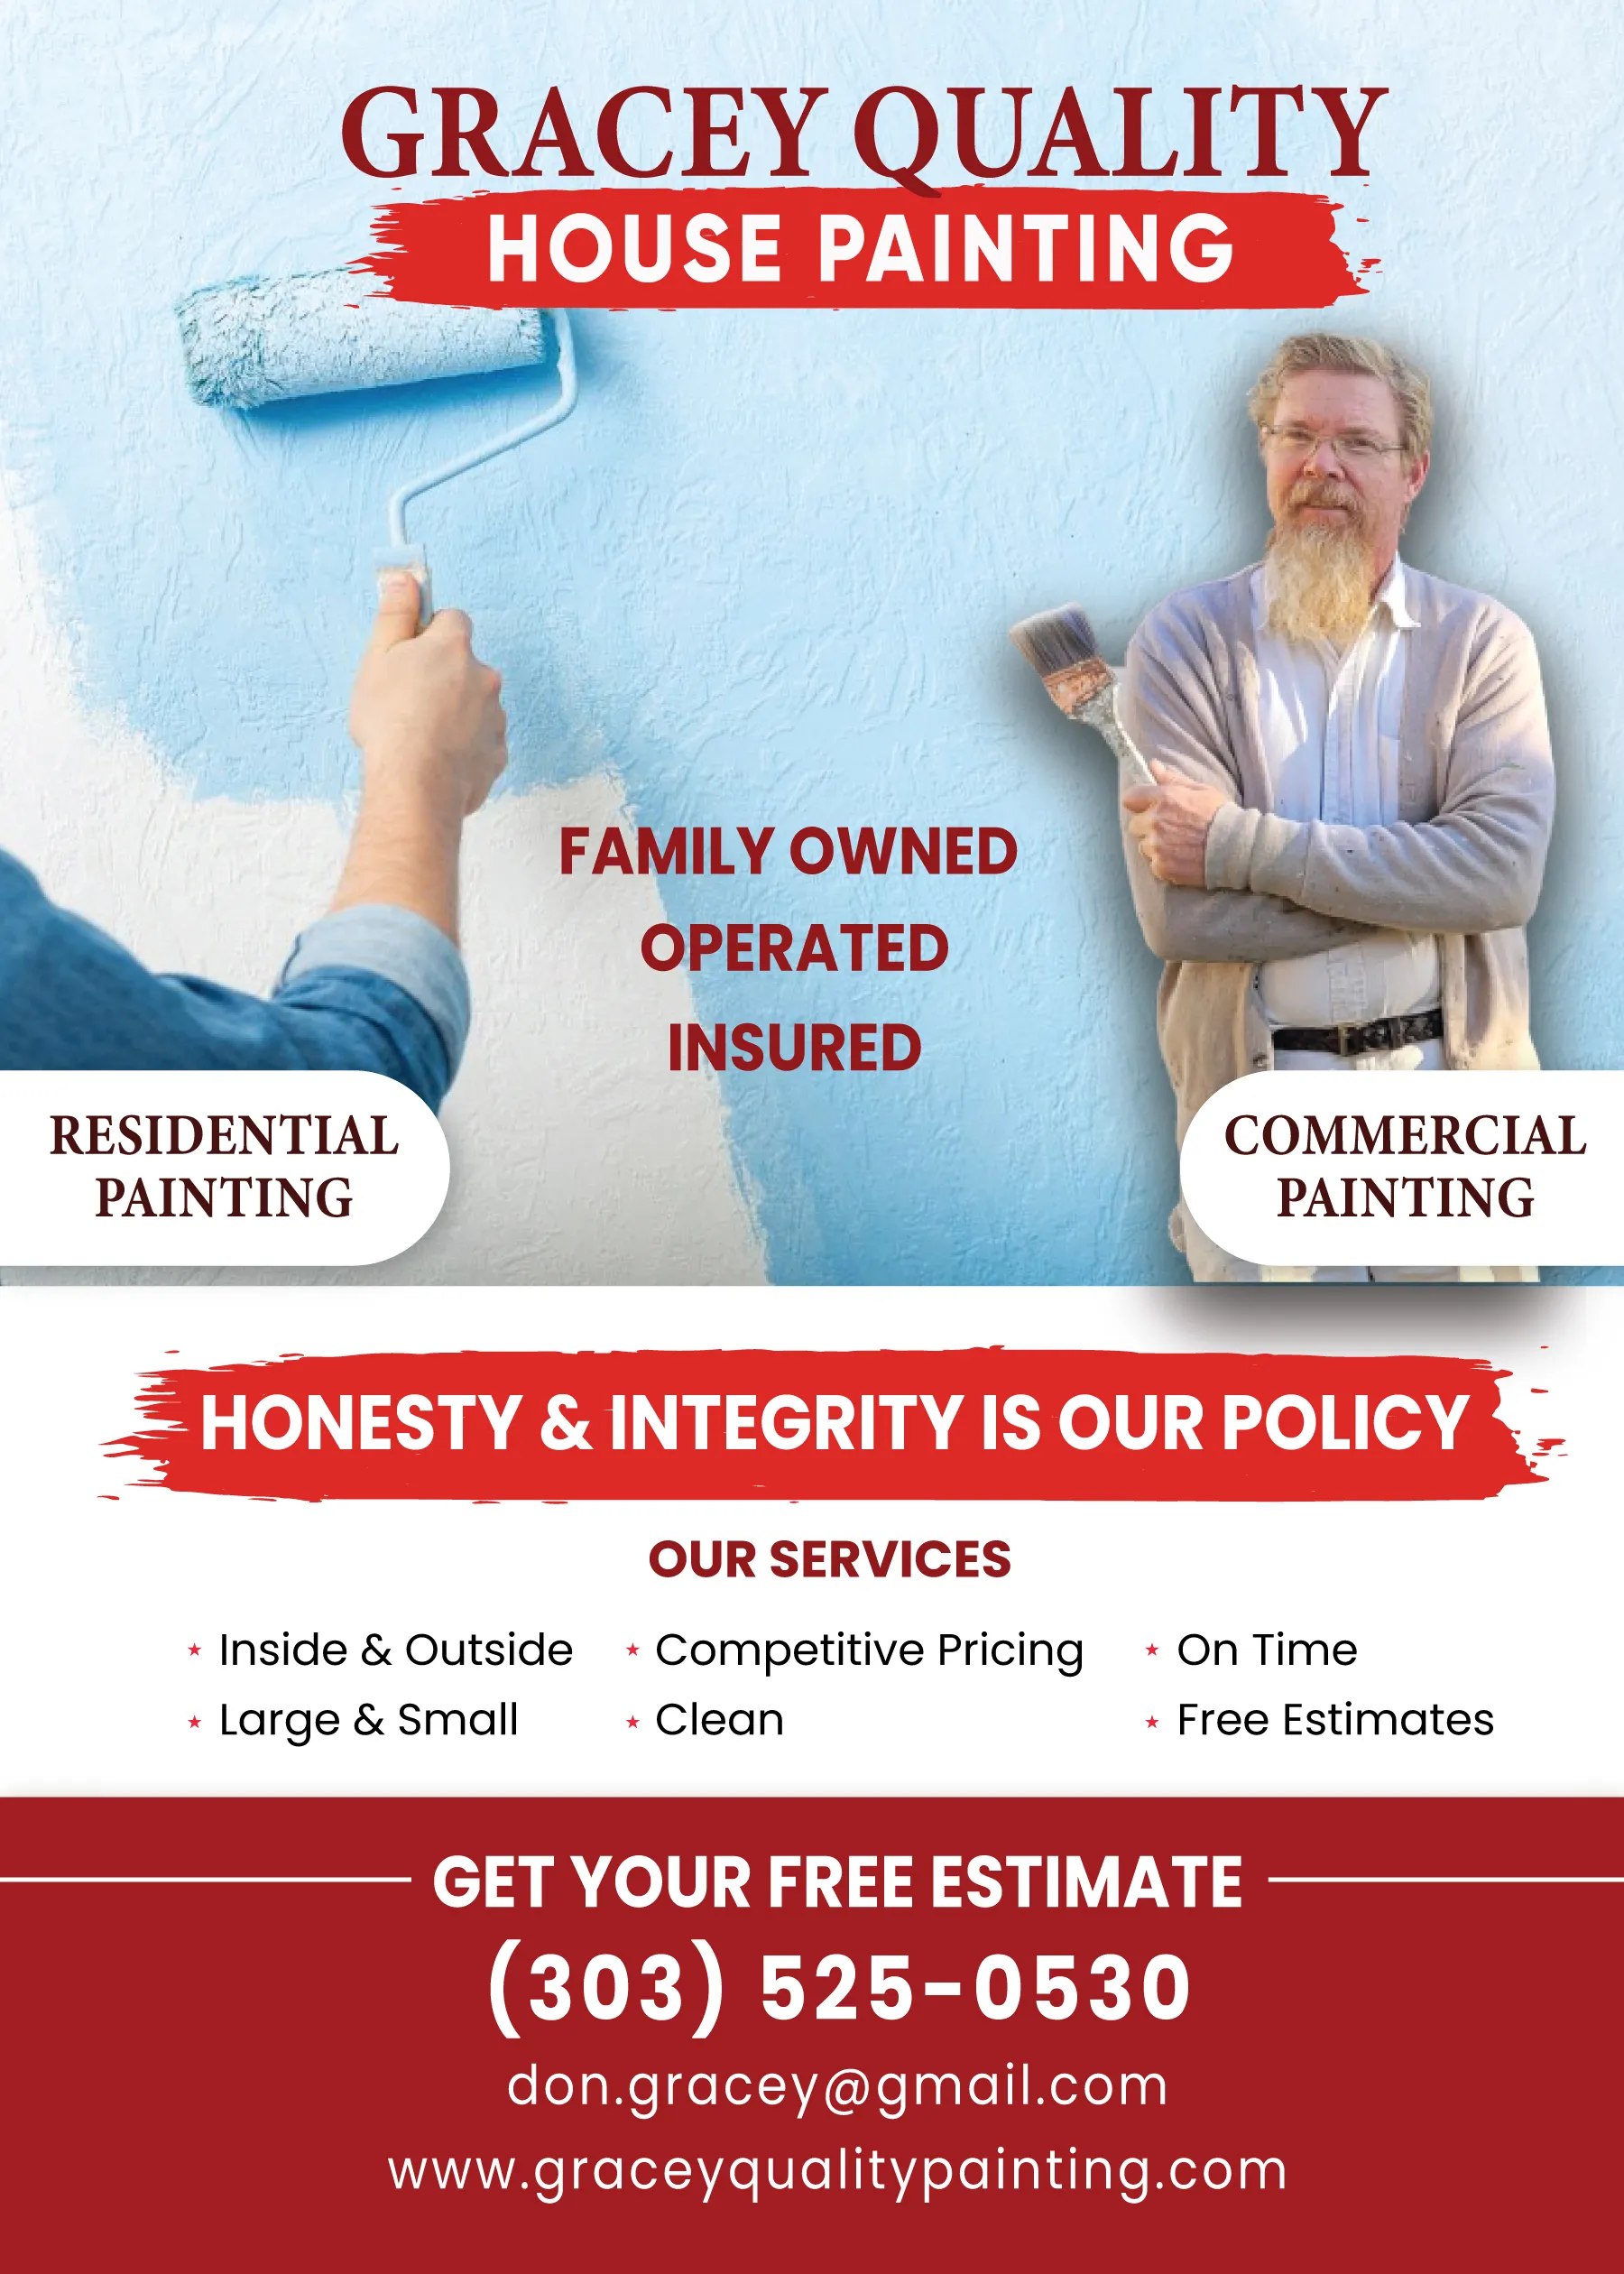 GRACEY QUALITY
HOUSE PAINTING
FAMILY OWNED
OPERATED
INSURED
RESIDENTIAL
PAINTING
COMMERCIAL
PAINTING
HONESTY & INTEGRITY IS OUR POLICY
OUR SERVICES
Inside & Outside
Large & Small
Competitive Pricing
Clean
On Time
Free Estimates
GET YOUR FREE ESTIMATE
(303) 525-0530
don.gracey@gmail.com
www.graceyqualitypainting.com